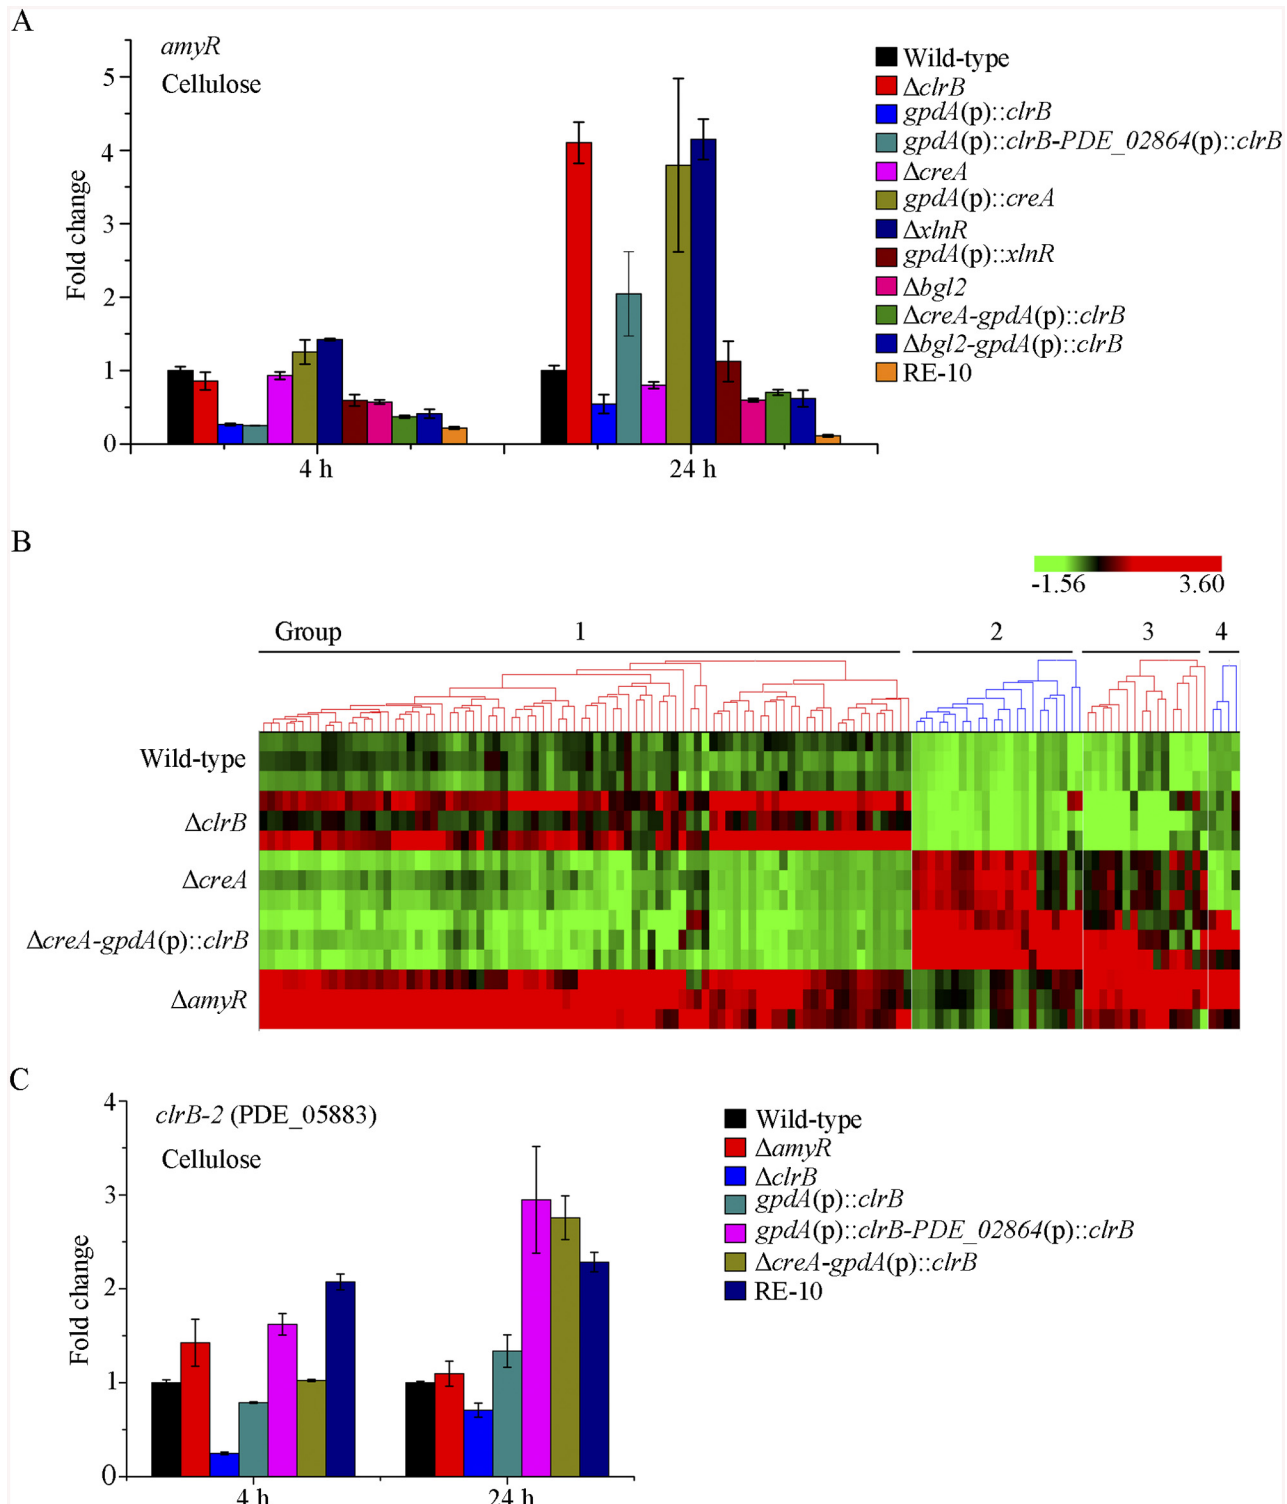 A
amyR
Cellulose
Fold change
5
4
3
2
1
0
4 h
24 h
Wild-type
ΔclrB
gpdA(p)::clrB
gpdA(p)::clrB-PDE_02864(p)::clrB
ΔcreA
gpdA(p)::creA
ΔxlnR
gpdA(p)::xlnR
Δbgl2
ΔcreA-gpdA(p)::clrB
Δbgl2-gpdA(p)::clrB
RE-10
B
-1.56 3.60
Group 1 2 3 4
Wild-type
ΔclrB
ΔcreA
ΔcreA-gpdA(p)::clrB
ΔamyR
C
clrB-2 (PDE_05883)
Cellulose
Fold change
4
3
2
1
0
4 h
24 h
Wild-type
ΔamyR
ΔclrB
gpdA(p)::clrB
gpdA(p)::clrB-PDE_02864(p)::clrB
ΔcreA-gpdA(p)::clrB
RE-10